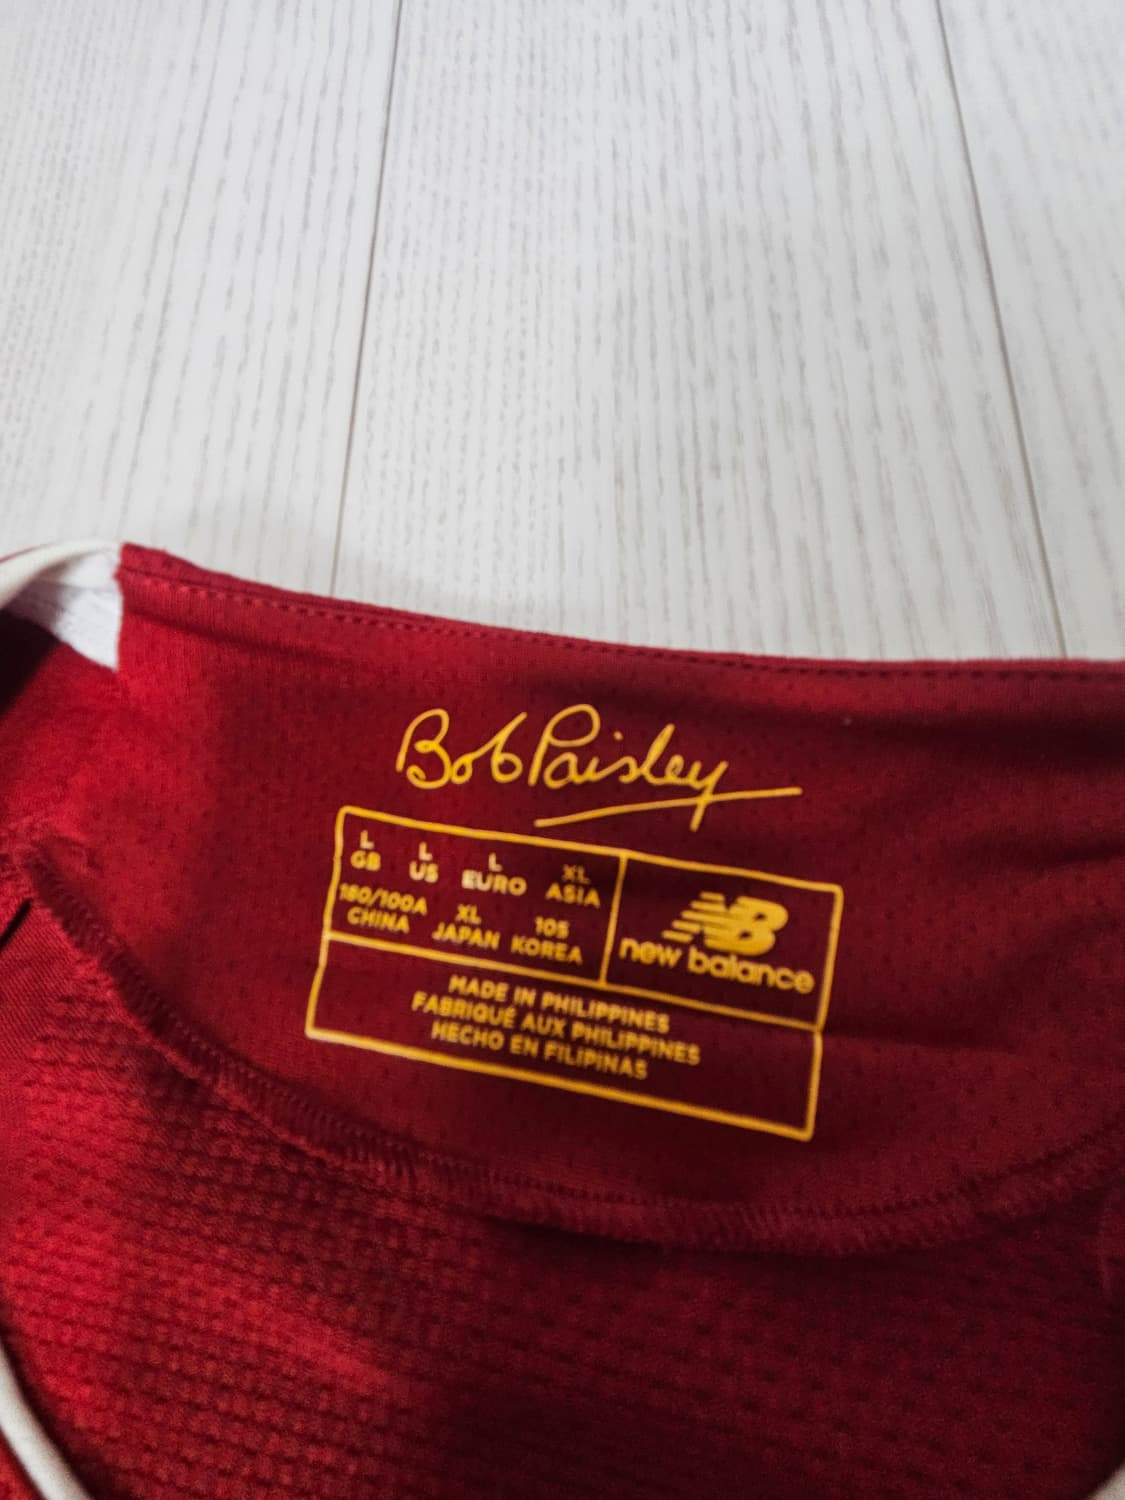 Bob Paisley
L L L XL
GB US EURO ASIA
180/100A XL 105
CHINA JAPAN KOREA
NB
new balance
MADE IN PHILIPPINES
FABRIQUÉ AUX PHILIPPINES
HECHO EN FILIPINAS